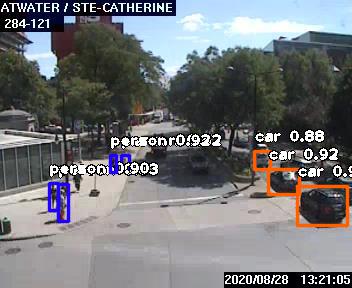 ATWATER / STE-CATHERINE
284-121
car 0.88
car 0.92
2020/08/28 13:21:05